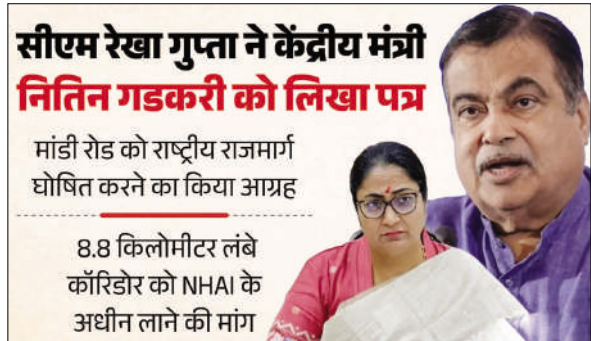 सीएम रेखा गुप्ता ने केंद्रीय मंत्री
नितिन गडकरी को लिखा पत्र
मांडी रोड को राष्ट्रीय राजमार्ग
घोषित करने का किया आग्रह
8.8 किलोमीटर लंबे
कॉरिडोर को NHAI के
अधीन लाने की मांग